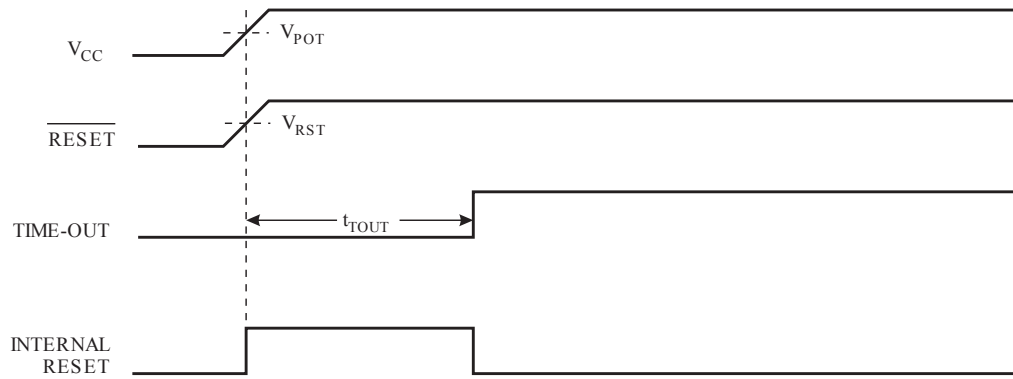 V_CC
V_POT
RESET
V_RST
TIME-OUT
t_TOUT
INTERNAL
RESET